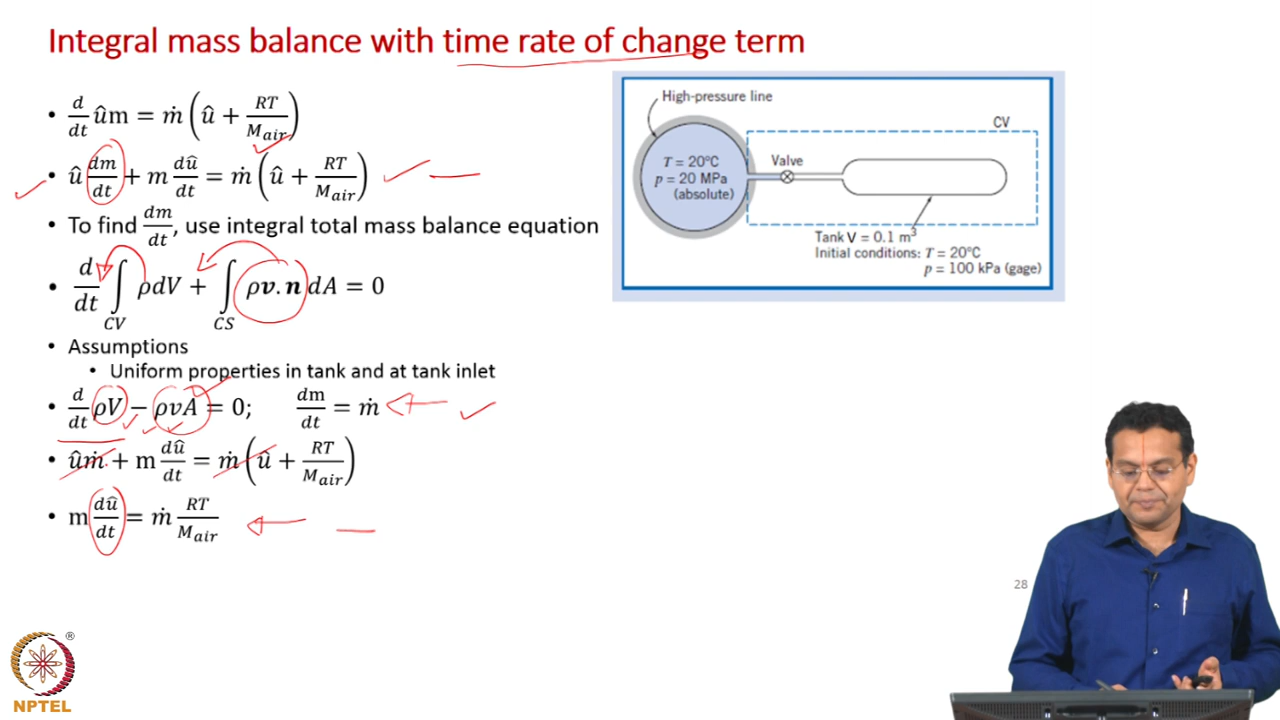 Integral mass balance with time rate of change term
• d/dt ûm = ṁ (û + RT/M_air)
• û dm/dt + m dû/dt = ṁ (û + RT/M_air)
• To find dm/dt, use integral total mass balance equation
• d/dt ∫_CV ρdV + ∫_CS ρv.n dA = 0
• Assumptions
• Uniform properties in tank and at tank inlet
• d/dt ρV − ρvA = 0; dm/dt = ṁ
• ûṁ + m dû/dt = ṁ (û + RT/M_air)
• m dû/dt = ṁ RT/M_air
High-pressure line
CV
T = 20°C
p = 20 MPa
(absolute)
Valve
Tank V = 0.1 m³
Initial conditions: T = 20°C
p = 100 kPa (gage)
28
®
NPTEL